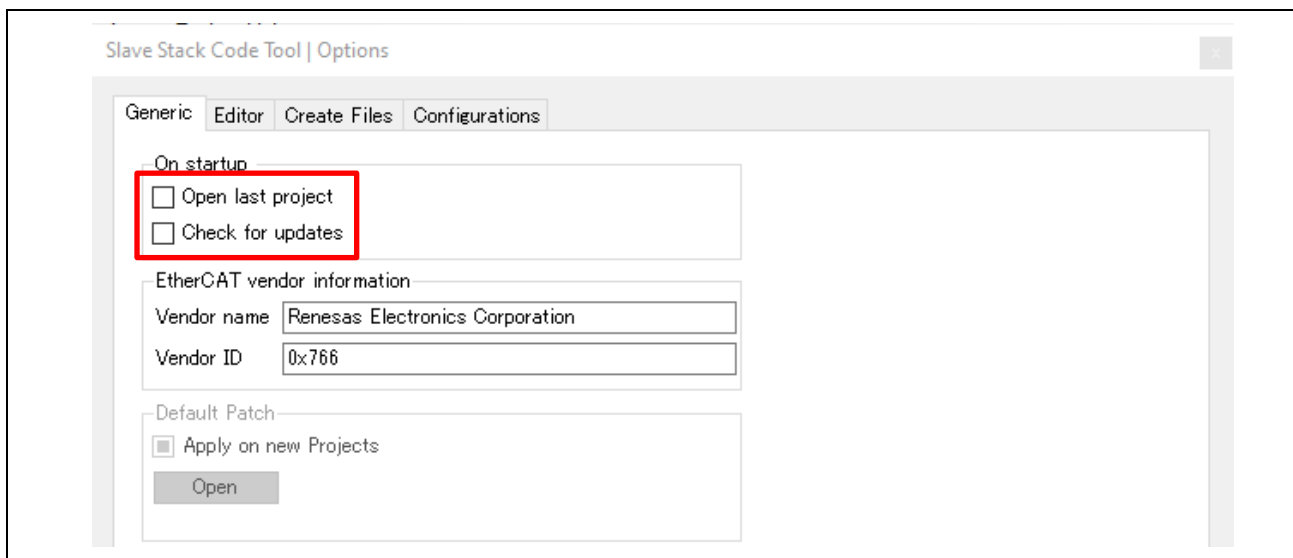 Slave Stack Code Tool | Options
x
Generic Editor Create Files Configurations
On startup
Open last project
Check for updates
EtherCAT vendor information
Vendor name Renesas Electronics Corporation
Vendor ID 0x766
Default Patch
Apply on new Projects
Open